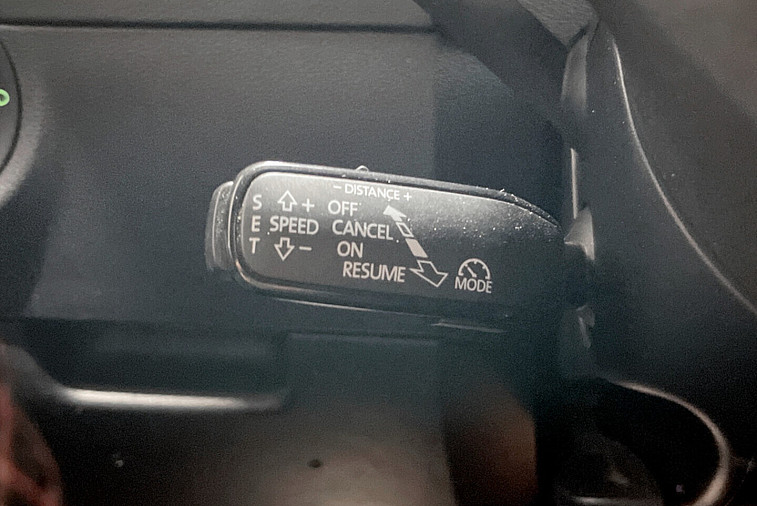 − DISTANCE +
S + OFF
E SPEED CANCEL
T − ON
RESUME
MODE